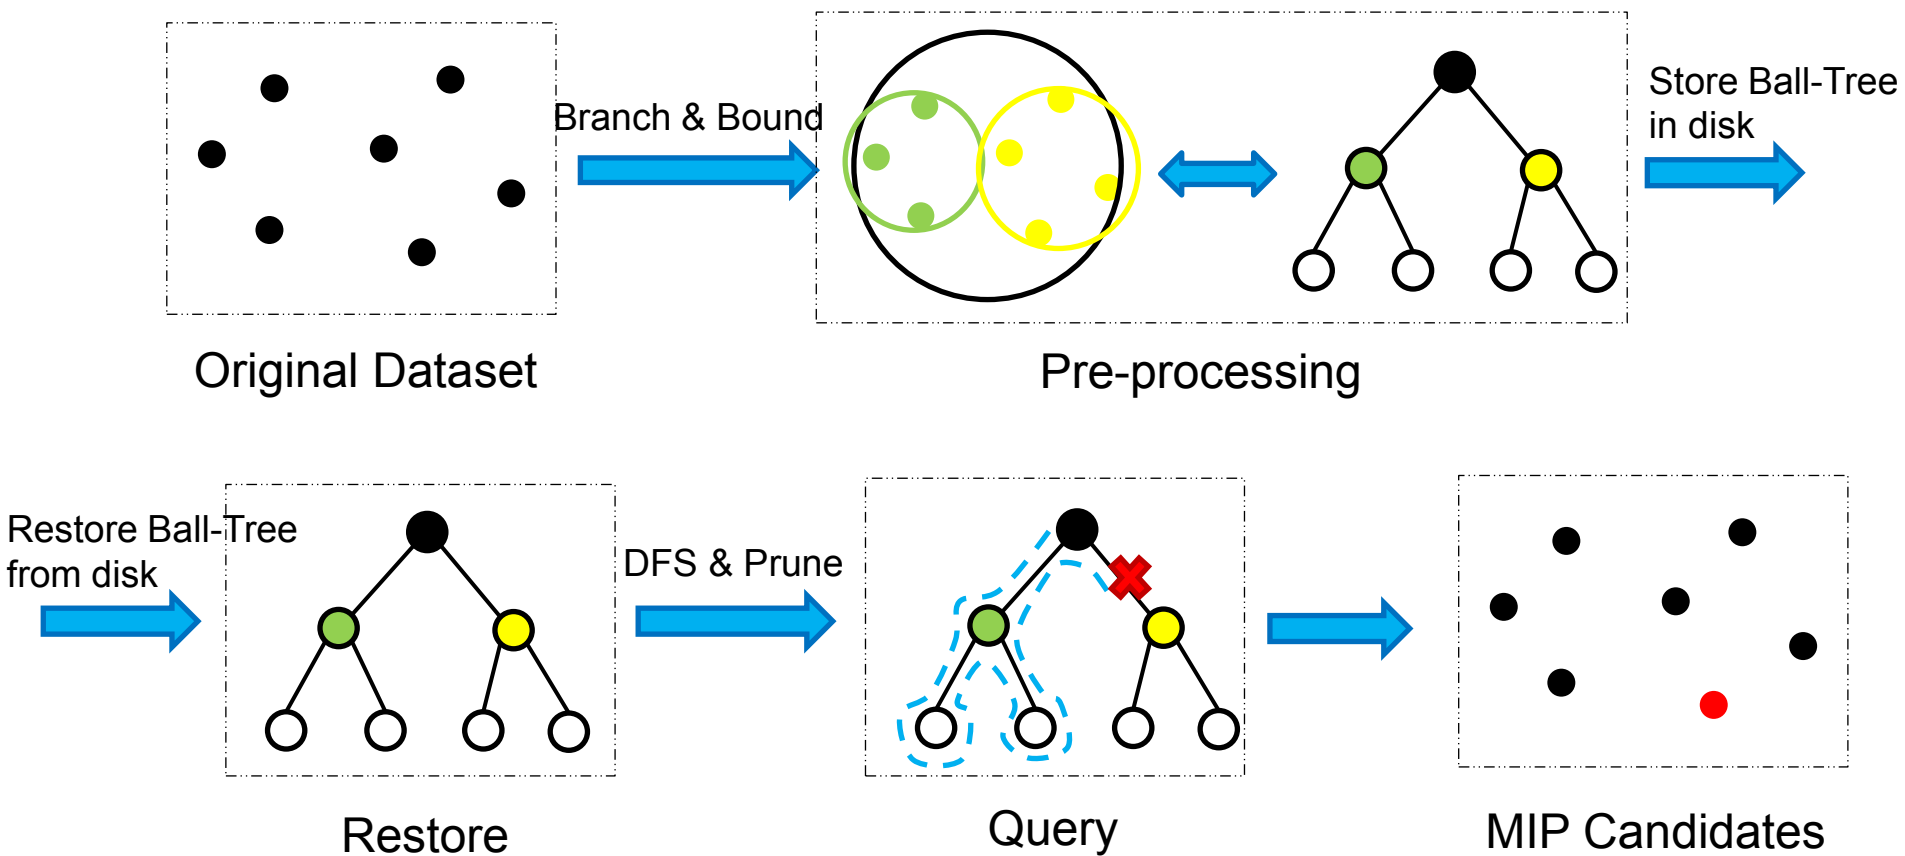 Branch & Bound
Store Ball-Tree
in disk
Original Dataset
Pre-processing
Restore Ball-Tree
from disk
DFS & Prune
Restore
Query
MIP Candidates